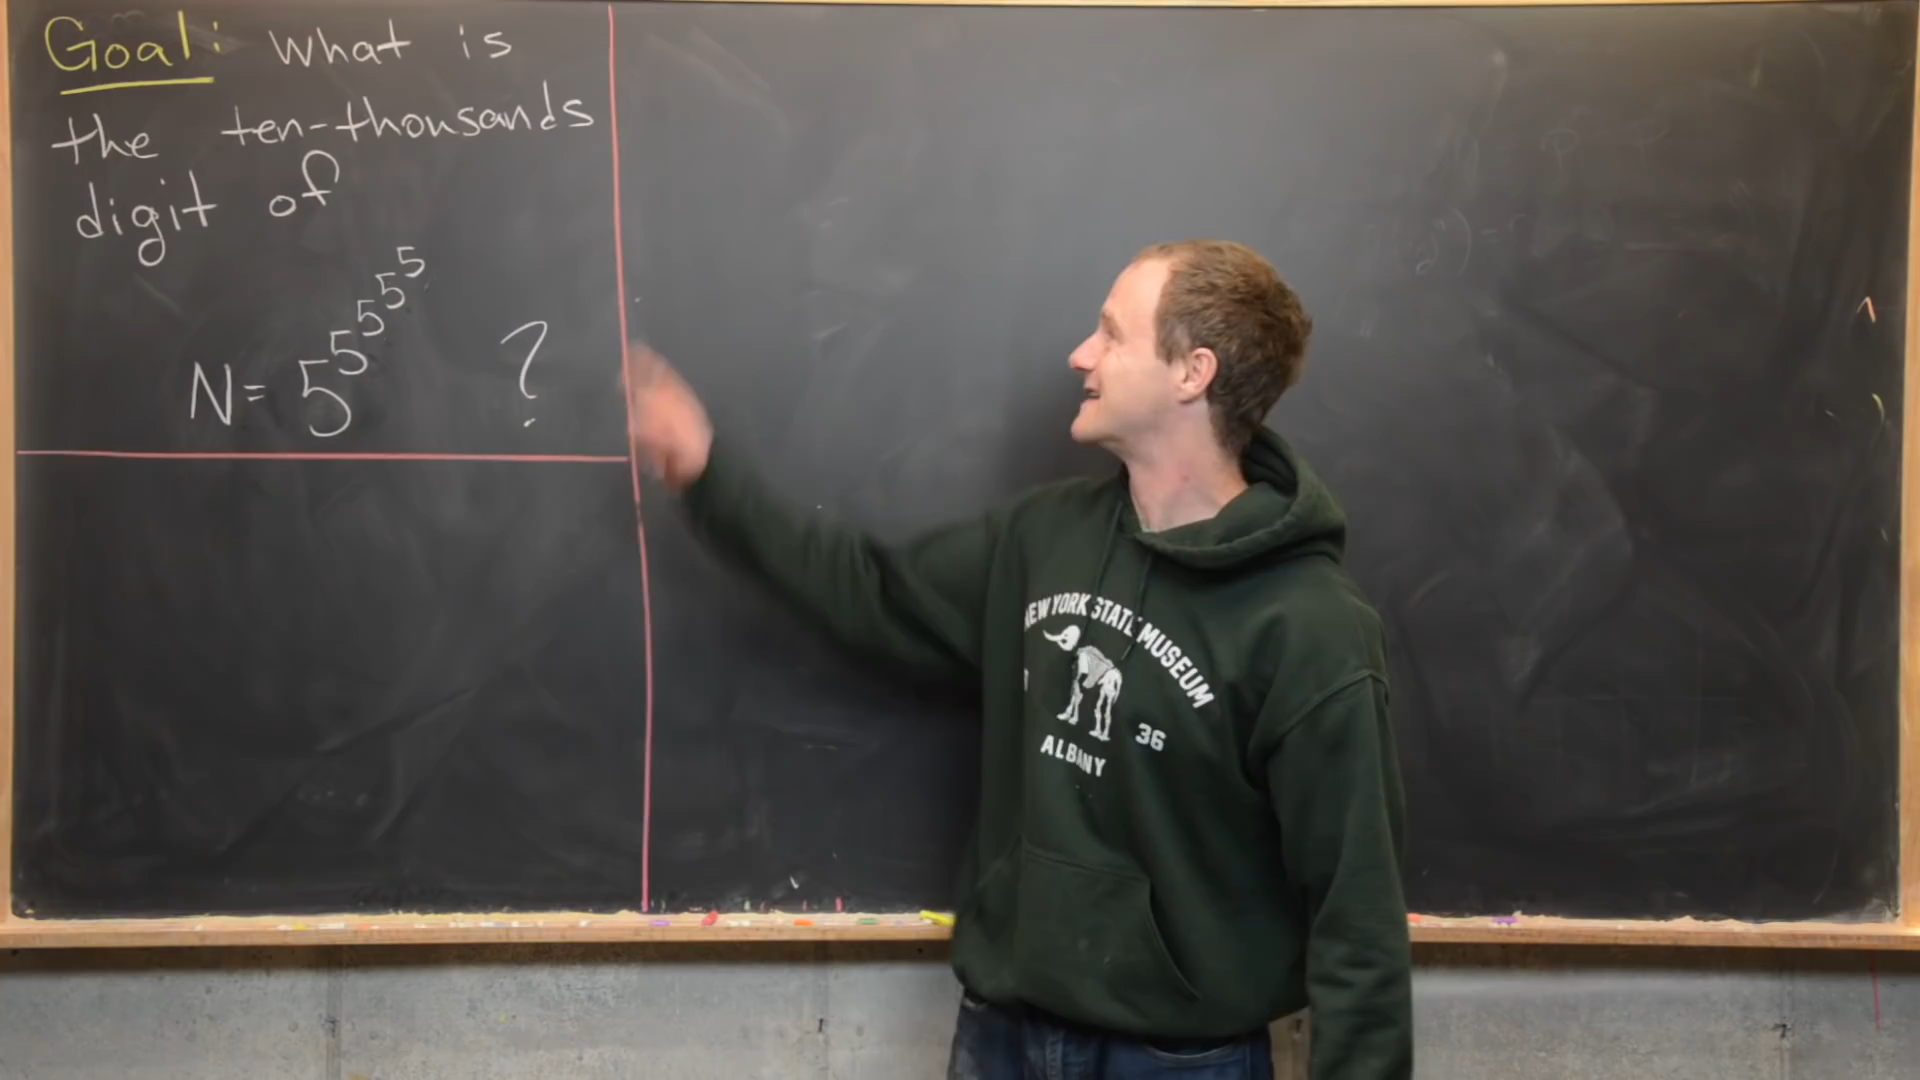 Goal: What is
the ten-thousands
digit of
N = 5^5^5^5^5 ?
NEW YORK STATE MUSEUM
36
ALBANY